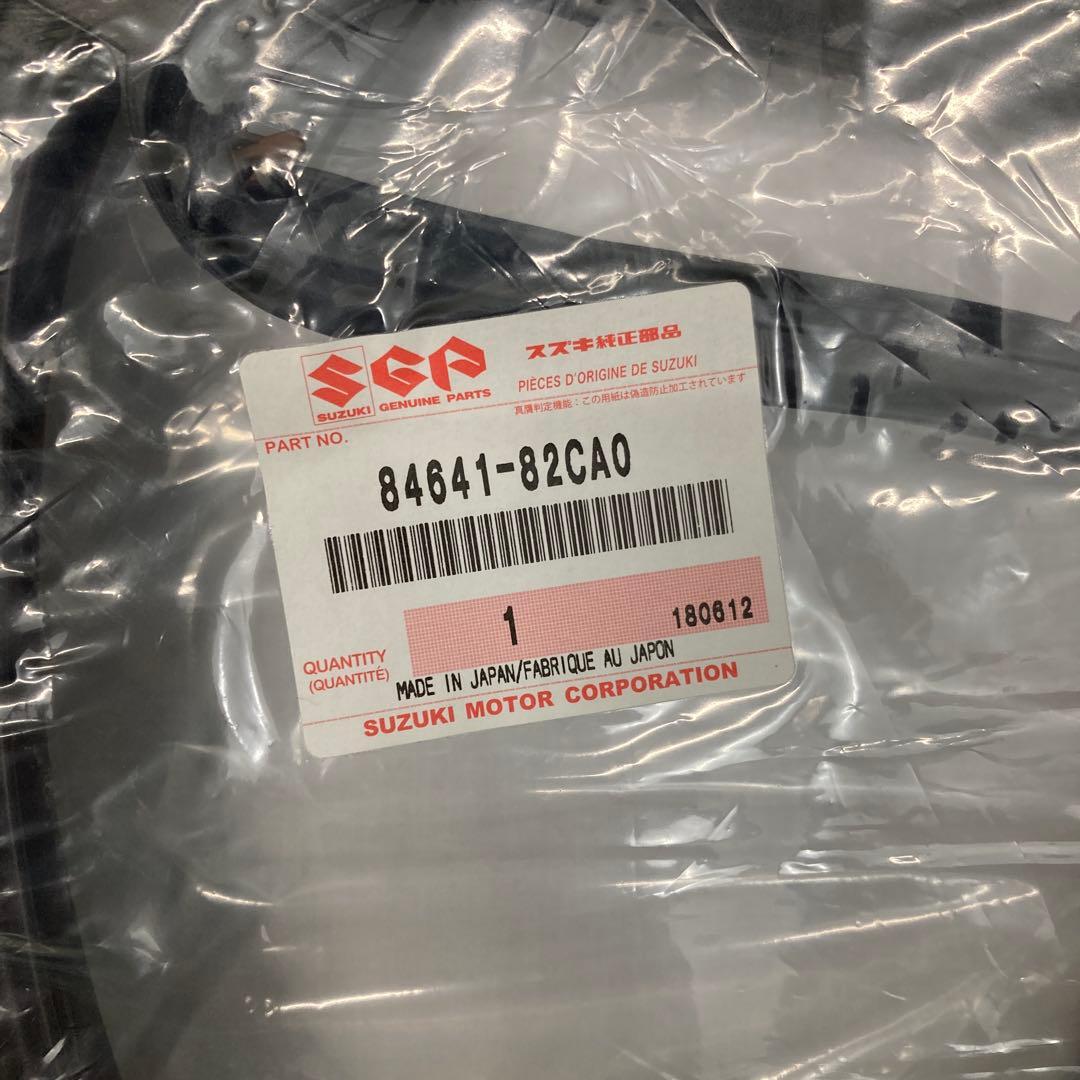 SGP
SUZUKI GENUINE PARTS
スズキ純正部品
PIÈCES D'ORIGINE DE SUZUKI
真贋判定機能：この用紙は偽造防止加工されています
PART NO.
84641-82CA0
1
180612
QUANTITY
(QUANTITÉ)
MADE IN JAPAN/FABRIQUE AU JAPON
SUZUKI MOTOR CORPORATION